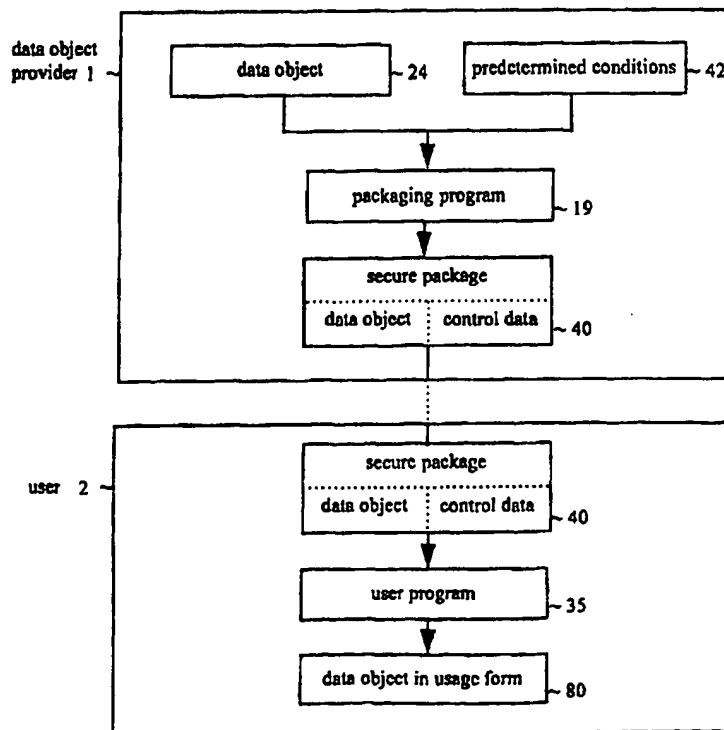 data object
provider 1
data object
24
predetermined conditions
42
packaging program
19
secure package
data object
control data
40
user 2
secure package
data object
control data
40
user program
35
data object in usage form
80